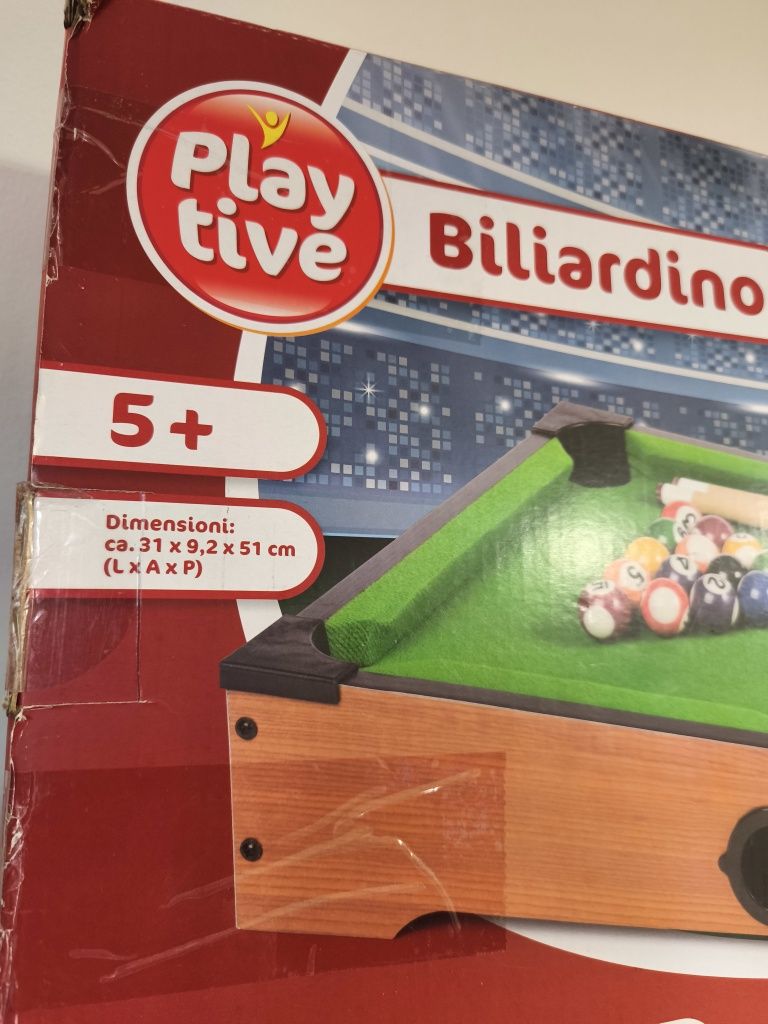 Play
tive
Biliardino
5+
Dimensioni:
ca. 31 x 9,2 x 51 cm
(L x A x P)